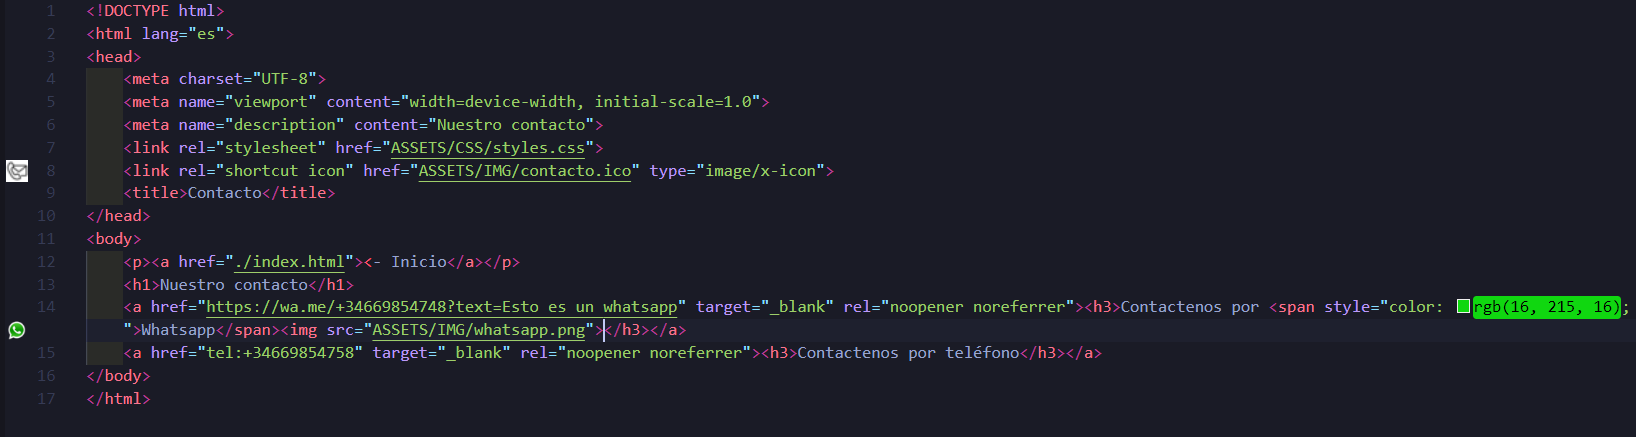 1 <!DOCTYPE html>
2 <html lang="es">
3 <head>
4 <meta charset="UTF-8">
5 <meta name="viewport" content="width=device-width, initial-scale=1.0">
6 <meta name="description" content="Nuestro contacto">
7 <link rel="stylesheet" href="ASSETS/CSS/styles.css">
8 <link rel="shortcut icon" href="ASSETS/IMG/contacto.ico" type="image/x-icon">
9 <title>Contacto</title>
10 </head>
11 <body>
12 <p><a href="./index.html"><- Inicio</a></p>
13 <h1>Nuestro contacto</h1>
14 <a href="https://wa.me/+34669854748?text=Esto es un whatsapp" target="_blank" rel="noopener noreferrer"><h3>Contactenos por <span style="color: rgb(16, 215, 16);
">Whatsapp</span><img src="ASSETS/IMG/whatsapp.png"></h3></a>
15 <a href="tel:+34669854758" target="_blank" rel="noopener noreferrer"><h3>Contactenos por teléfono</h3></a>
16 </body>
17 </html>